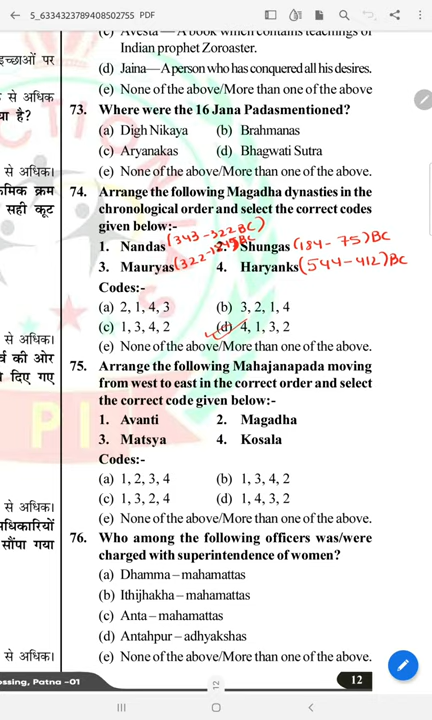 5_6334323789408502755 PDF
(c) Avesta — A book which contains teachings of
Indian prophet Zoroaster.
इच्छाओं पर
(d) Jaina—A person who has conquered all his desires.
(e) None of the above/More than one of the above
से अधिक
73. Where were the 16 Jana Padasmentioned?
या है?
(a) Digh Nikaya (b) Brahmanas
(c) Aryanakas (d) Bhagwati Sutra
से अधिक।
(e) None of the above/More than one of the above.
मिक क्रम
74. Arrange the following Magadha dynasties in the
सही कूट
chronological order and select the correct codes
given below:-
1. Nandas (343-322BC) 2. Shungas (184-75)BC
3. Mauryas (322- BC 4. Haryanks (544-412)BC
Codes:-
(a) 2, 1, 4, 3 (b) 3, 2, 1, 4
(c) 1, 3, 4, 2 (d) 4, 1, 3, 2
से अधिक।
(e) None of the above/More than one of the above.
र्व की ओर
75. Arrange the following Mahajanapada moving
दिए गए
from west to east in the correct order and select
the correct code given below:-
1. Avanti 2. Magadha
3. Matsya 4. Kosala
Codes:-
(a) 1, 2, 3, 4 (b) 1, 3, 4, 2
(c) 1, 3, 2, 4 (d) 1, 4, 3, 2
से अधिक।
(e) None of the above/More than one of the above.
धिकारियों
76. Who among the following officers was/were
सौंपा गया
charged with superintendence of women?
(a) Dhamma – mahamattas
(b) Ithijhakha – mahamattas
(c) Anta – mahamattas
(d) Antahpur – adhyakshas
से अधिक।
(e) None of the above/More than one of the above.
ossing, Patna -01
12
12